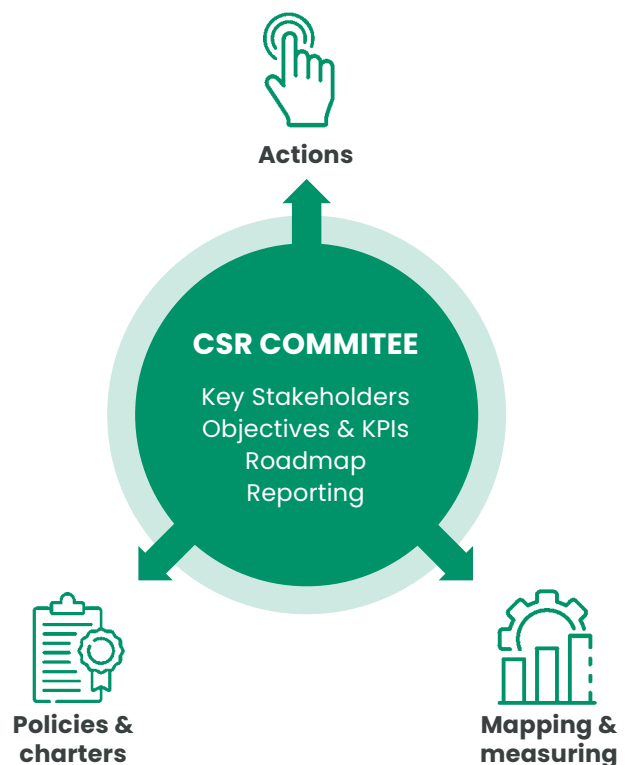 Actions
CSR COMMITEE
Key Stakeholders
Objectives & KPIs
Roadmap
Reporting
Policies &
charters
Mapping &
measuring